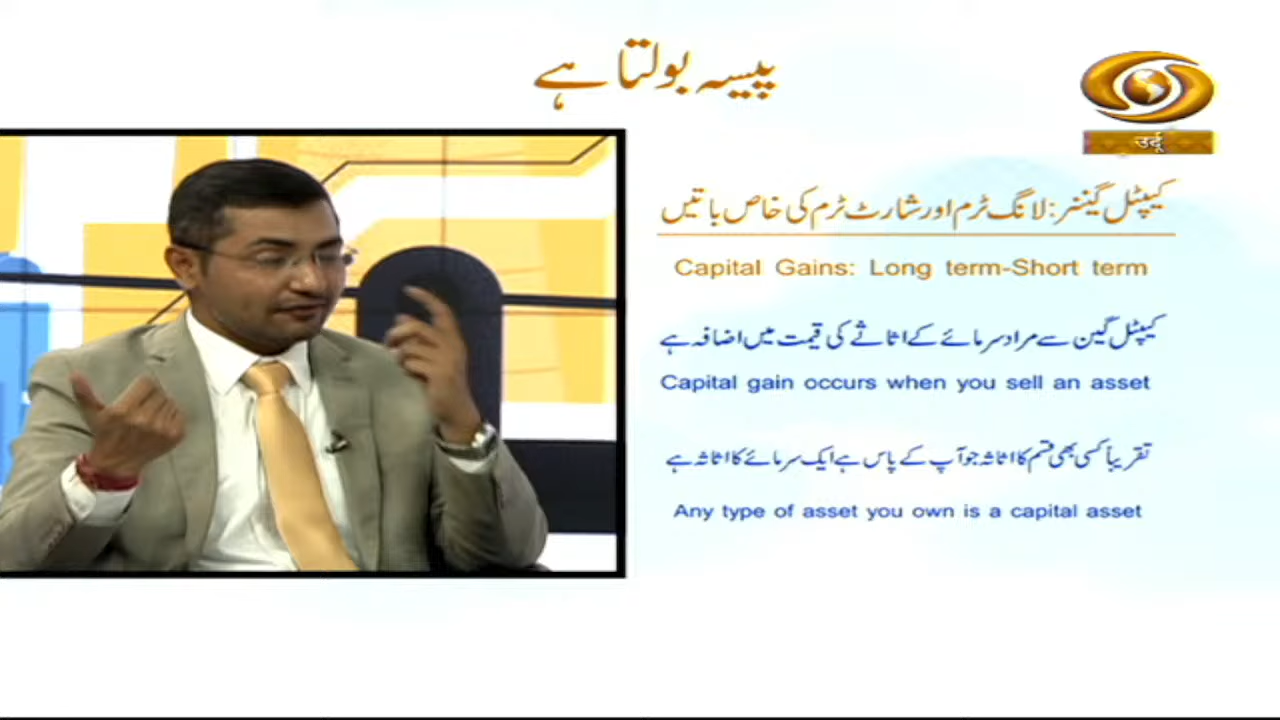 پیسہ بولتا ہے
उर्दू
کیپٹل گینز: لانگ ٹرم اور شارٹ ٹرم کی خاص باتیں
Capital Gains: Long term-Short term
کیپٹل گین سے مراد سرمائے کے اثاثے کی قیمت میں اضافہ ہے
Capital gain occurs when you sell an asset
تقریباً کسی بھی قسم کا اثاثہ جو آپ کے پاس ہے ایک سرمائے کا اثاثہ ہے
Any type of asset you own is a capital asset